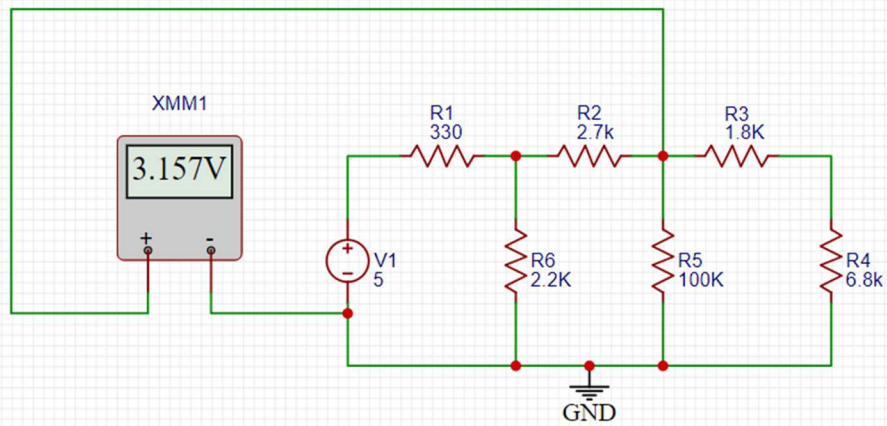 XMM1
3.157V
+ -
R1
330
R2
2.7k
R3
1.8K
+
-
V1
5
R6
2.2K
R5
100K
R4
6.8k
GND